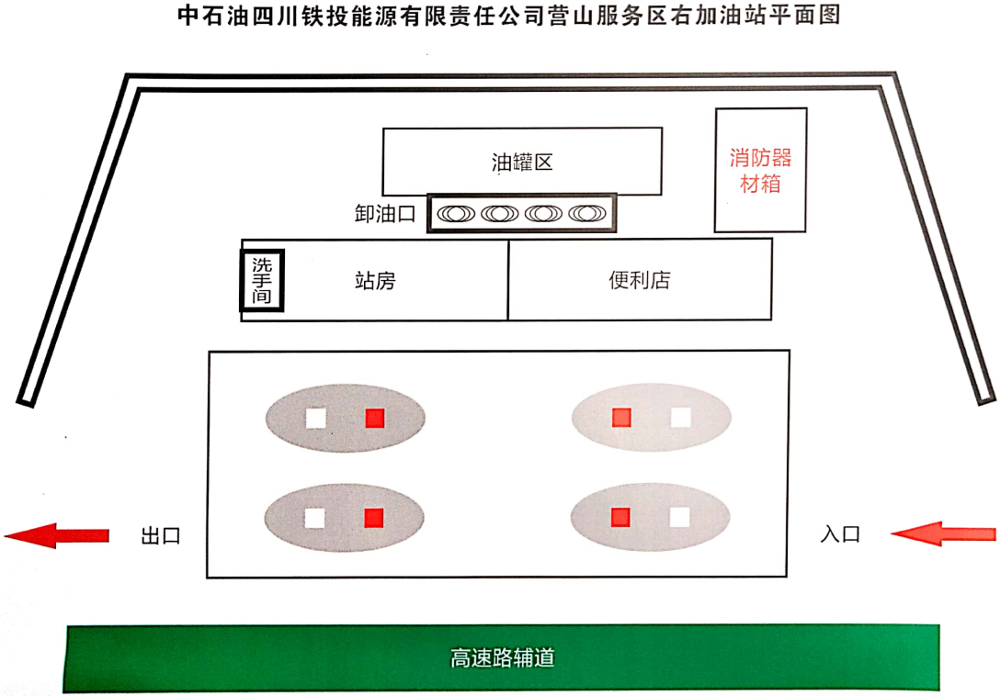 中石油四川铁投能源有限责任公司营山服务区右加油站平面图
油罐区
消防器
材箱
卸油口
洗手间
站房
便利店
出口
入口
高速路辅道